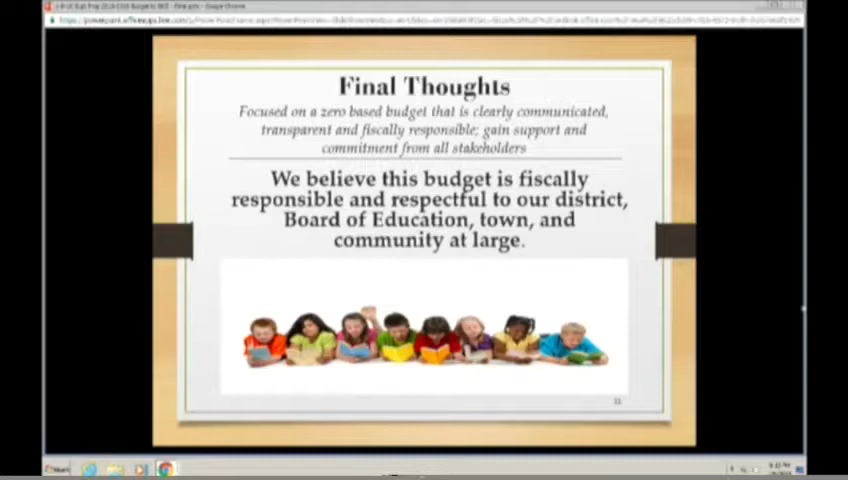 Final Thoughts
Focused on a zero based budget that is clearly communicated,
transparent and fiscally responsible; gain support and
commitment from all stakeholders
We believe this budget is fiscally
responsible and respectful to our district,
Board of Education, town, and
community at large.